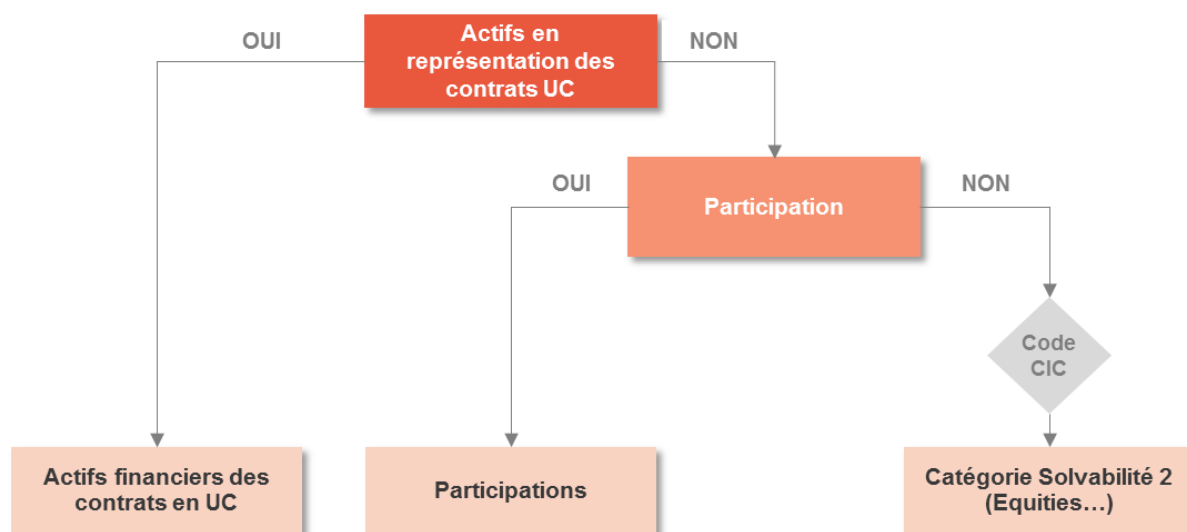 OUI
Actifs en
représentation des
contrats UC
NON
OUI
Participation
NON
Code
CIC
Actifs financiers des
contrats en UC
Participations
Catégorie Solvabilité 2
(Equities…)